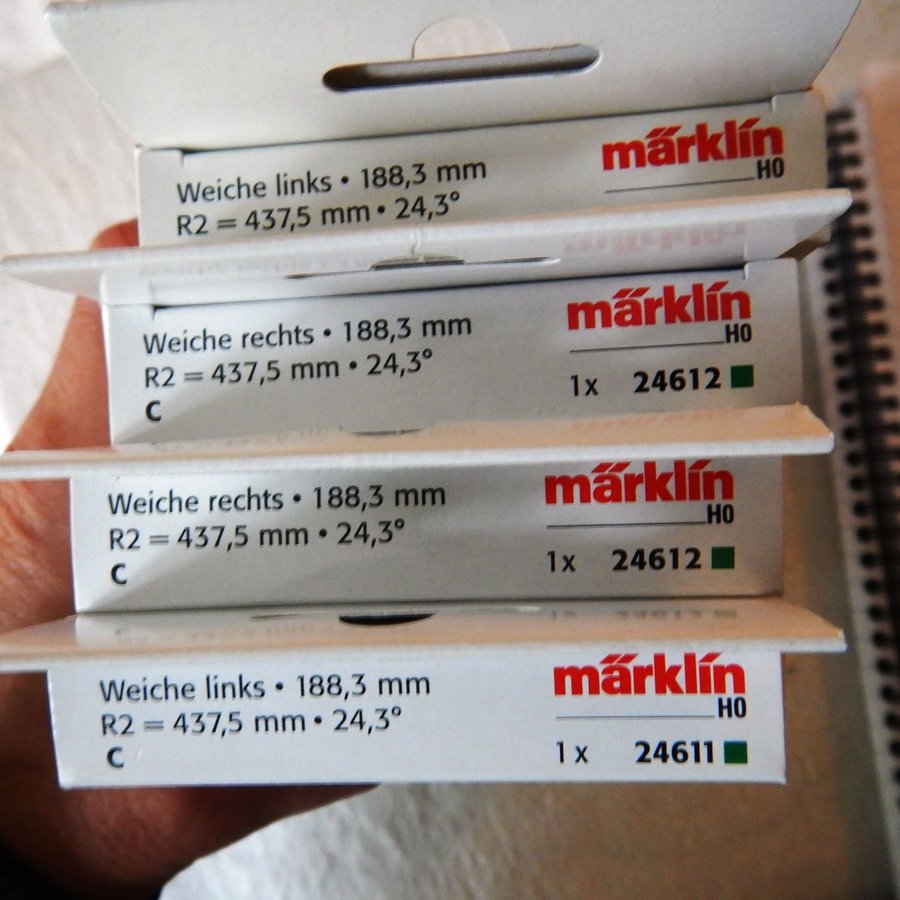 Weiche links • 188,3 mm
R2 = 437,5 mm • 24,3°
märklin
H0
Weiche rechts • 188,3 mm
R2 = 437,5 mm • 24,3°
C
märklin
H0
1x 24612
Weiche rechts • 188,3 mm
R2 = 437,5 mm • 24,3°
C
märklin
H0
1x 24612
Weiche links • 188,3 mm
R2 = 437,5 mm • 24,3°
C
märklin
H0
1x 24611